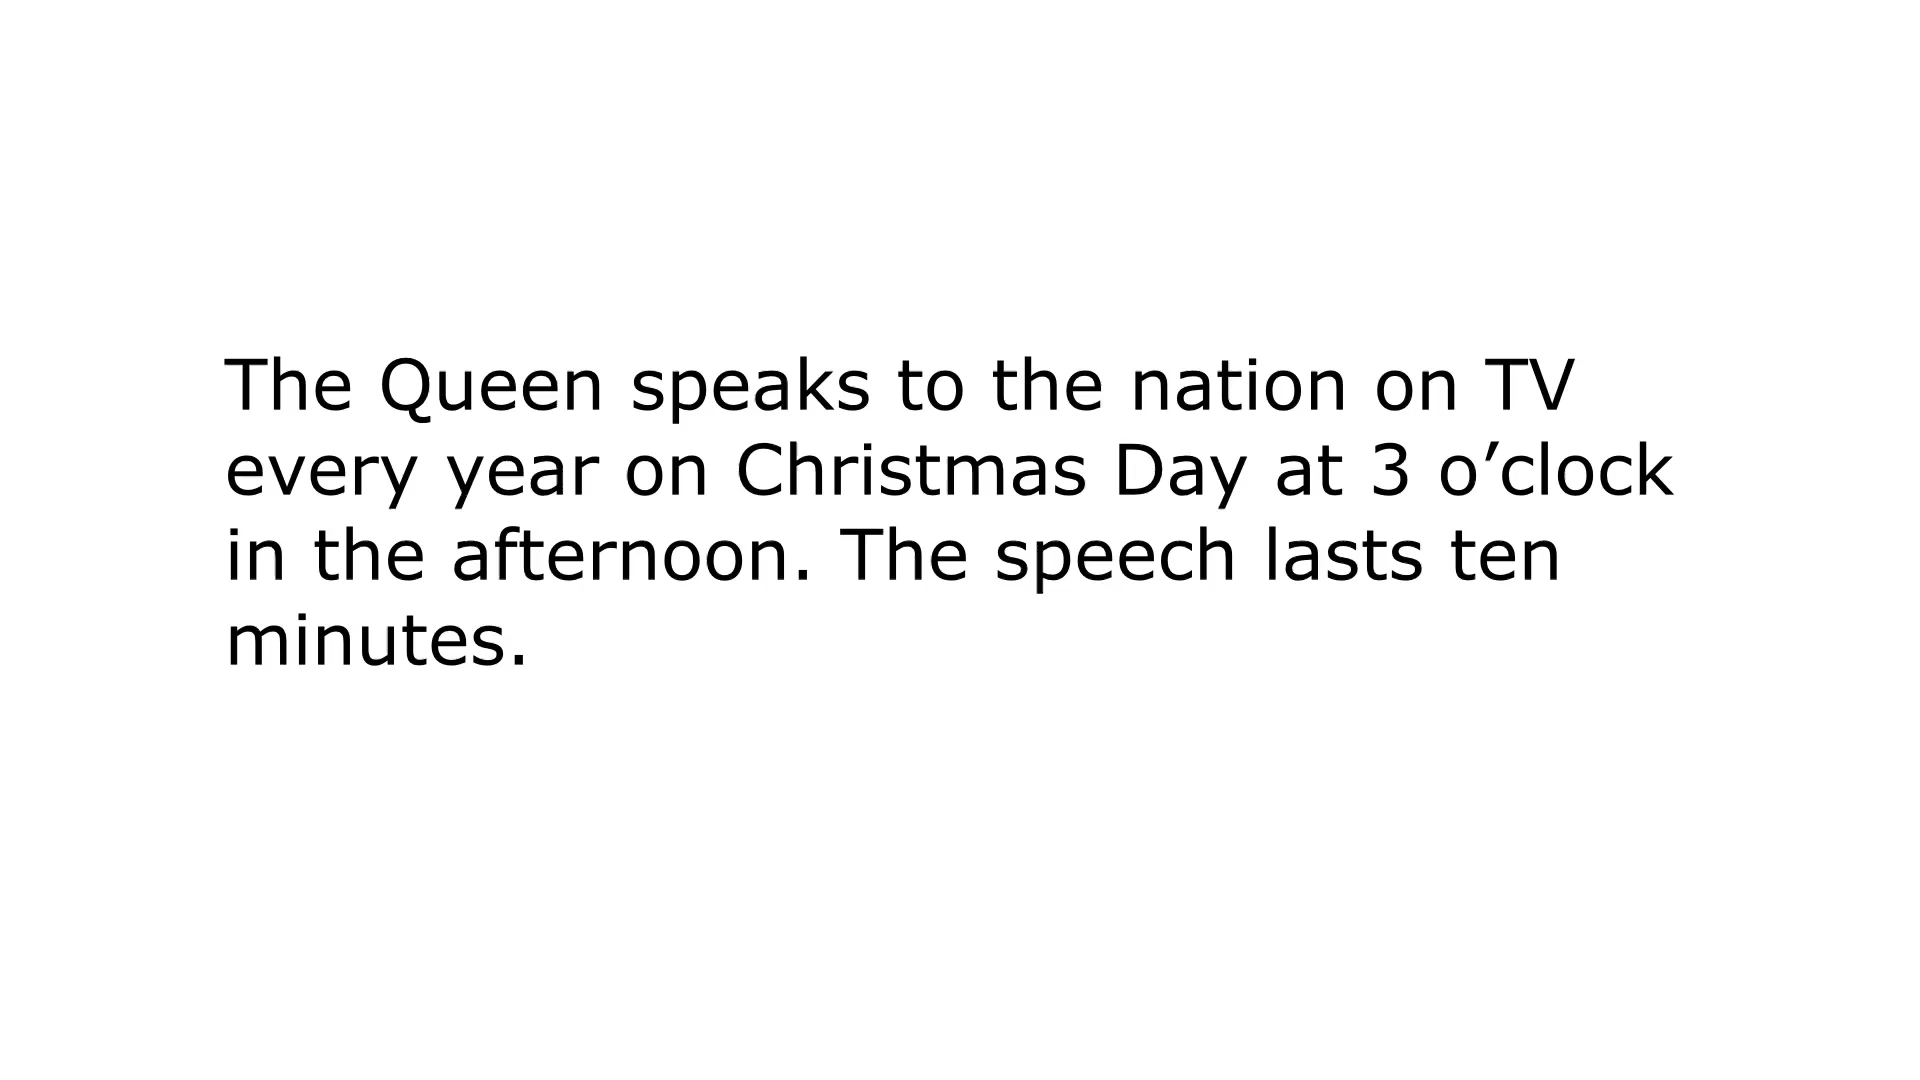 The Queen speaks to the nation on TV
every year on Christmas Day at 3 o’clock
in the afternoon. The speech lasts ten
minutes.